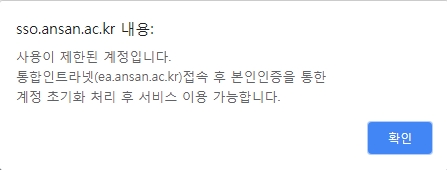 sso.ansan.ac.kr 내용:
사용이 제한된 계정입니다.
통합인트라넷(ea.ansan.ac.kr)접속 후 본인인증을 통한
계정 초기화 처리 후 서비스 이용 가능합니다.
확인